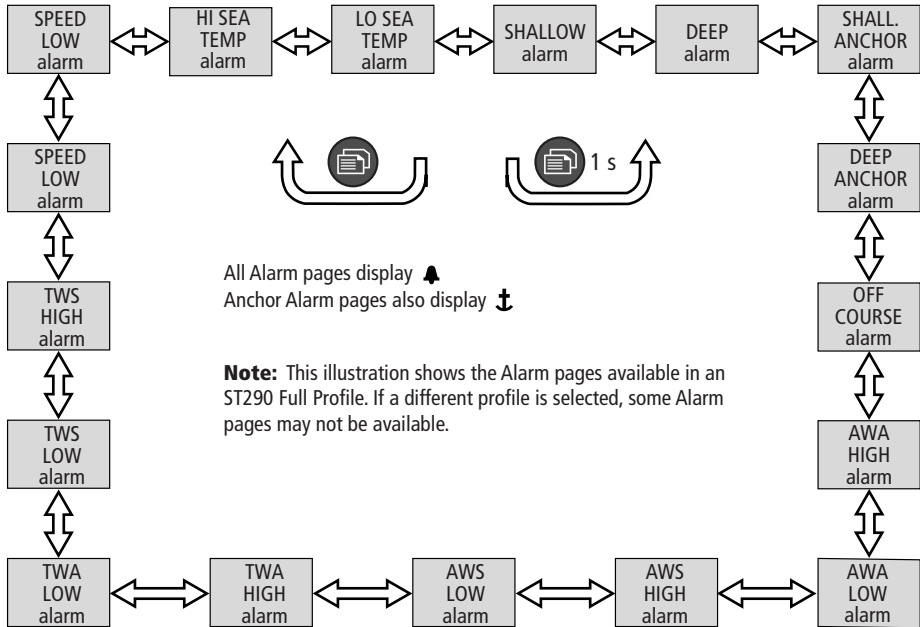 SPEED
LOW
alarm
HI SEA
TEMP
alarm
LO SEA
TEMP
alarm
SHALLOW
alarm
DEEP
alarm
SHALL.
ANCHOR
alarm
SPEED
LOW
alarm
1 s
DEEP
ANCHOR
alarm
All Alarm pages display
Anchor Alarm pages also display
TWS
HIGH
alarm
OFF
COURSE
alarm
Note: This illustration shows the Alarm pages available in an
ST290 Full Profile. If a different profile is selected, some Alarm
pages may not be available.
TWS
LOW
alarm
AWA
HIGH
alarm
TWA
LOW
alarm
TWA
HIGH
alarm
AWS
LOW
alarm
AWS
HIGH
alarm
AWA
LOW
alarm